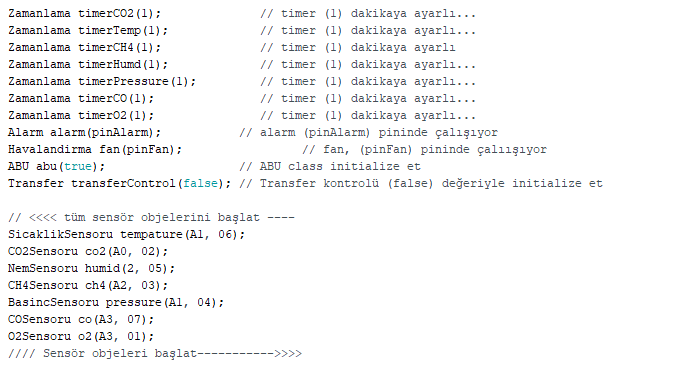 Zamanlama timerCO2(1); // timer (1) dakikaya ayarlı...
Zamanlama timerTemp(1); // timer (1) dakikaya ayarlı...
Zamanlama timerCH4(1); // timer (1) dakikaya ayarlı
Zamanlama timerHumd(1); // timer (1) dakikaya ayarlı...
Zamanlama timerPressure(1); // timer (1) dakikaya ayarlı...
Zamanlama timerCO(1); // timer (1) dakikaya ayarlı...
Zamanlama timerO2(1); // timer (1) dakikaya ayarlı...
Alarm alarm(pinAlarm); // alarm (pinAlarm) pininde çalışıyor
Havalandirma fan(pinFan); // fan, (pinFan) pininde çalıışıyor
ABU abu(true); // ABU class initialize et
Transfer transferControl(false); // Transfer kontrolü (false) değeriyle initialize et
// <<<< tüm sensör objelerini başlat ----
SicaklikSensoru tempature(A1, 06);
CO2Sensoru co2(A0, 02);
NemSensoru humid(2, 05);
CH4Sensoru ch4(A2, 03);
BasincSensoru pressure(A1, 04);
COSensoru co(A3, 07);
O2Sensoru o2(A3, 01);
//// Sensör objeleri başlat----------->>>>